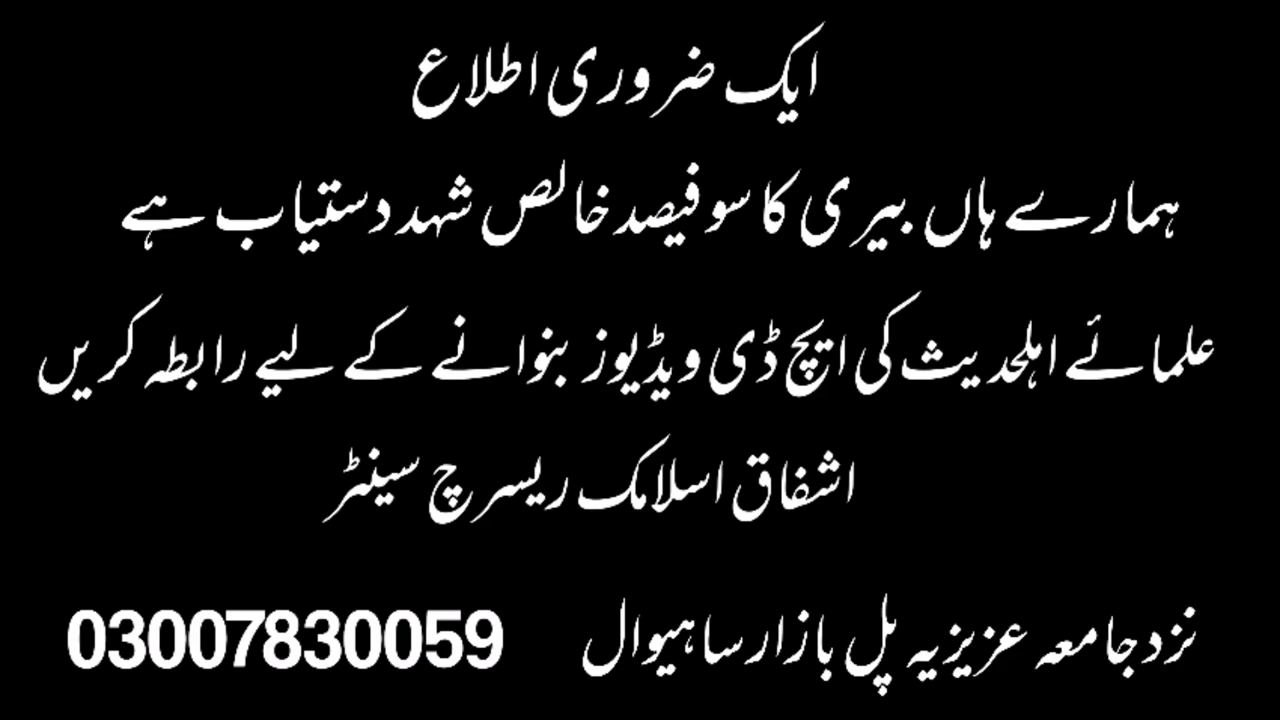 ایک ضروری اطلاع
ہمارے ہاں بیری کا سو فیصد خالص شہد دستیاب ہے
علمائے اہلحدیث کی ایچ ڈی ویڈیوز بنوانے کے لیے رابطہ کریں
اشفاق اسلامک ریسرچ سینٹر
نزد جامعہ عزیزیہ پل بازار ساہیوال 03007830059